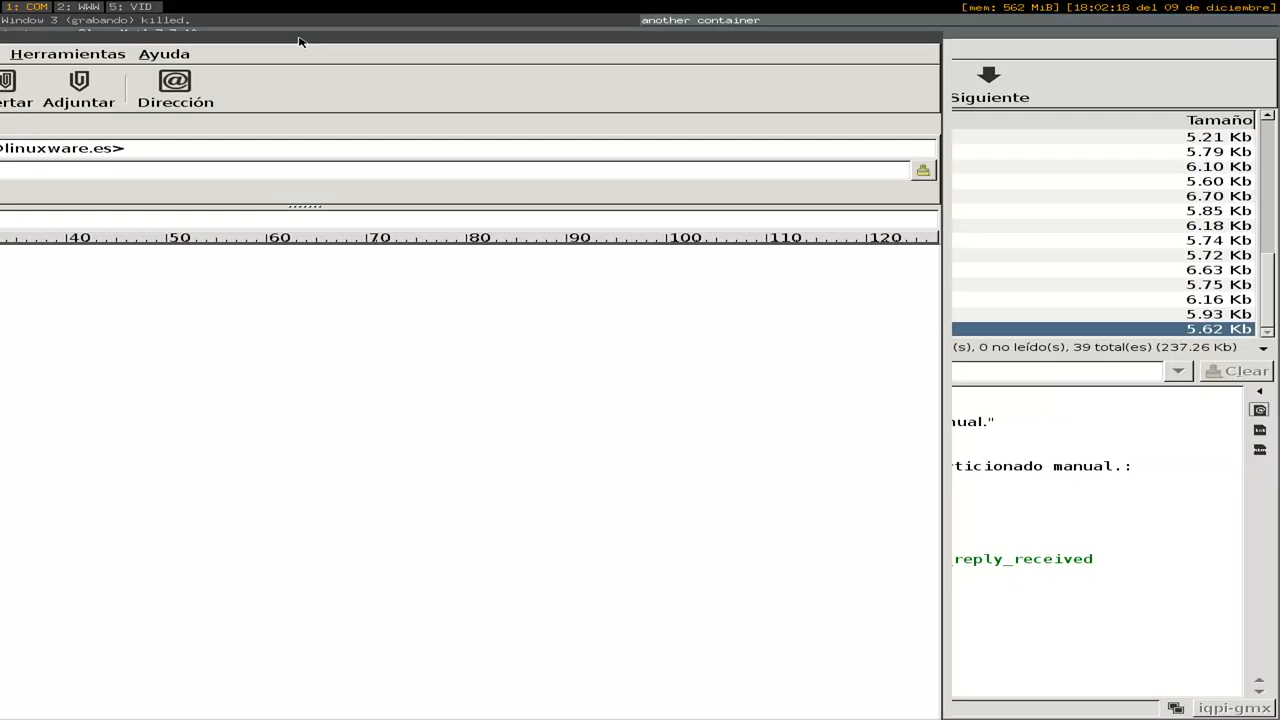 1: COM 2: WWW 5: VID
[mem: 562 MiB] [18:02:18 del 09 de diciembre]
Window 3 (grabando) killed.
another container
Herramientas Ayuda
Adjuntar Dirección
Siguiente
linuxware.es>
40 50 60 70 80 90 100 110 120
Tamaño
5.21 Kb
5.79 Kb
6.10 Kb
5.60 Kb
6.70 Kb
5.85 Kb
6.18 Kb
5.74 Kb
5.72 Kb
6.63 Kb
5.75 Kb
6.16 Kb
5.93 Kb
5.62 Kb
(s), 0 no leído(s), 39 total(es) (237.26 Kb)
Clear
nual."
rticionado manual.:
_reply_received
iqpi-gmx